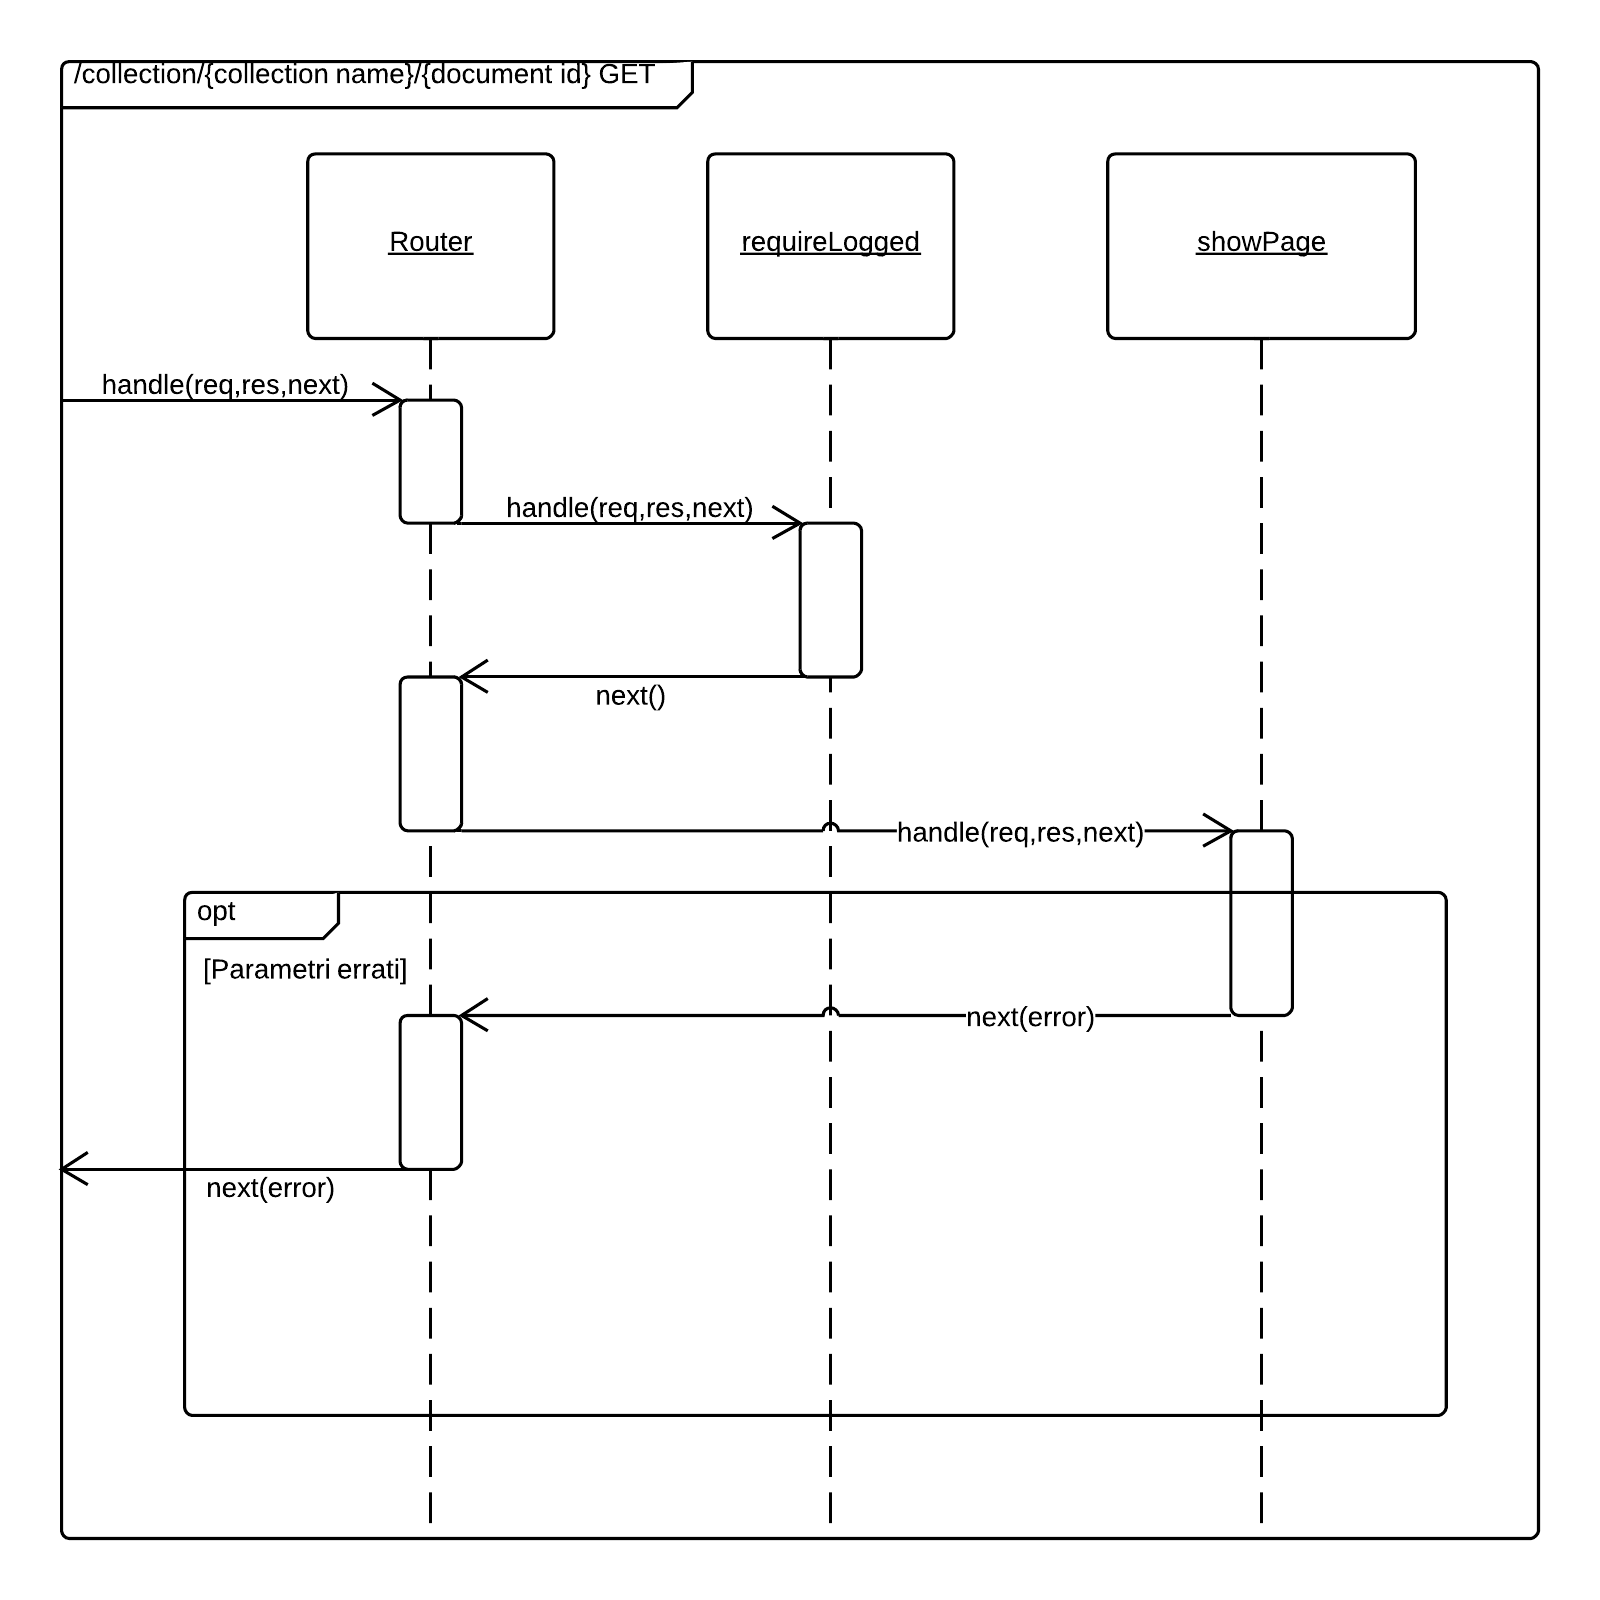 /collection/{collection name}/{document id} GET
Router
requireLogged
showPage
handle(req,res,next)
handle(req,res,next)
next()
handle(req,res,next)
opt
[Parametri errati]
next(error)
next(error)